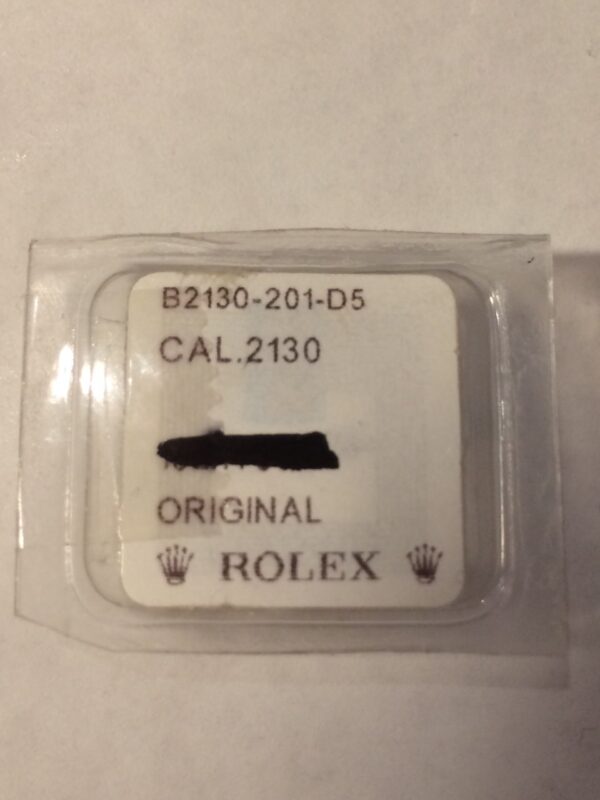 B2130-201-D5
CAL.2130
ORIGINAL
ROLEX